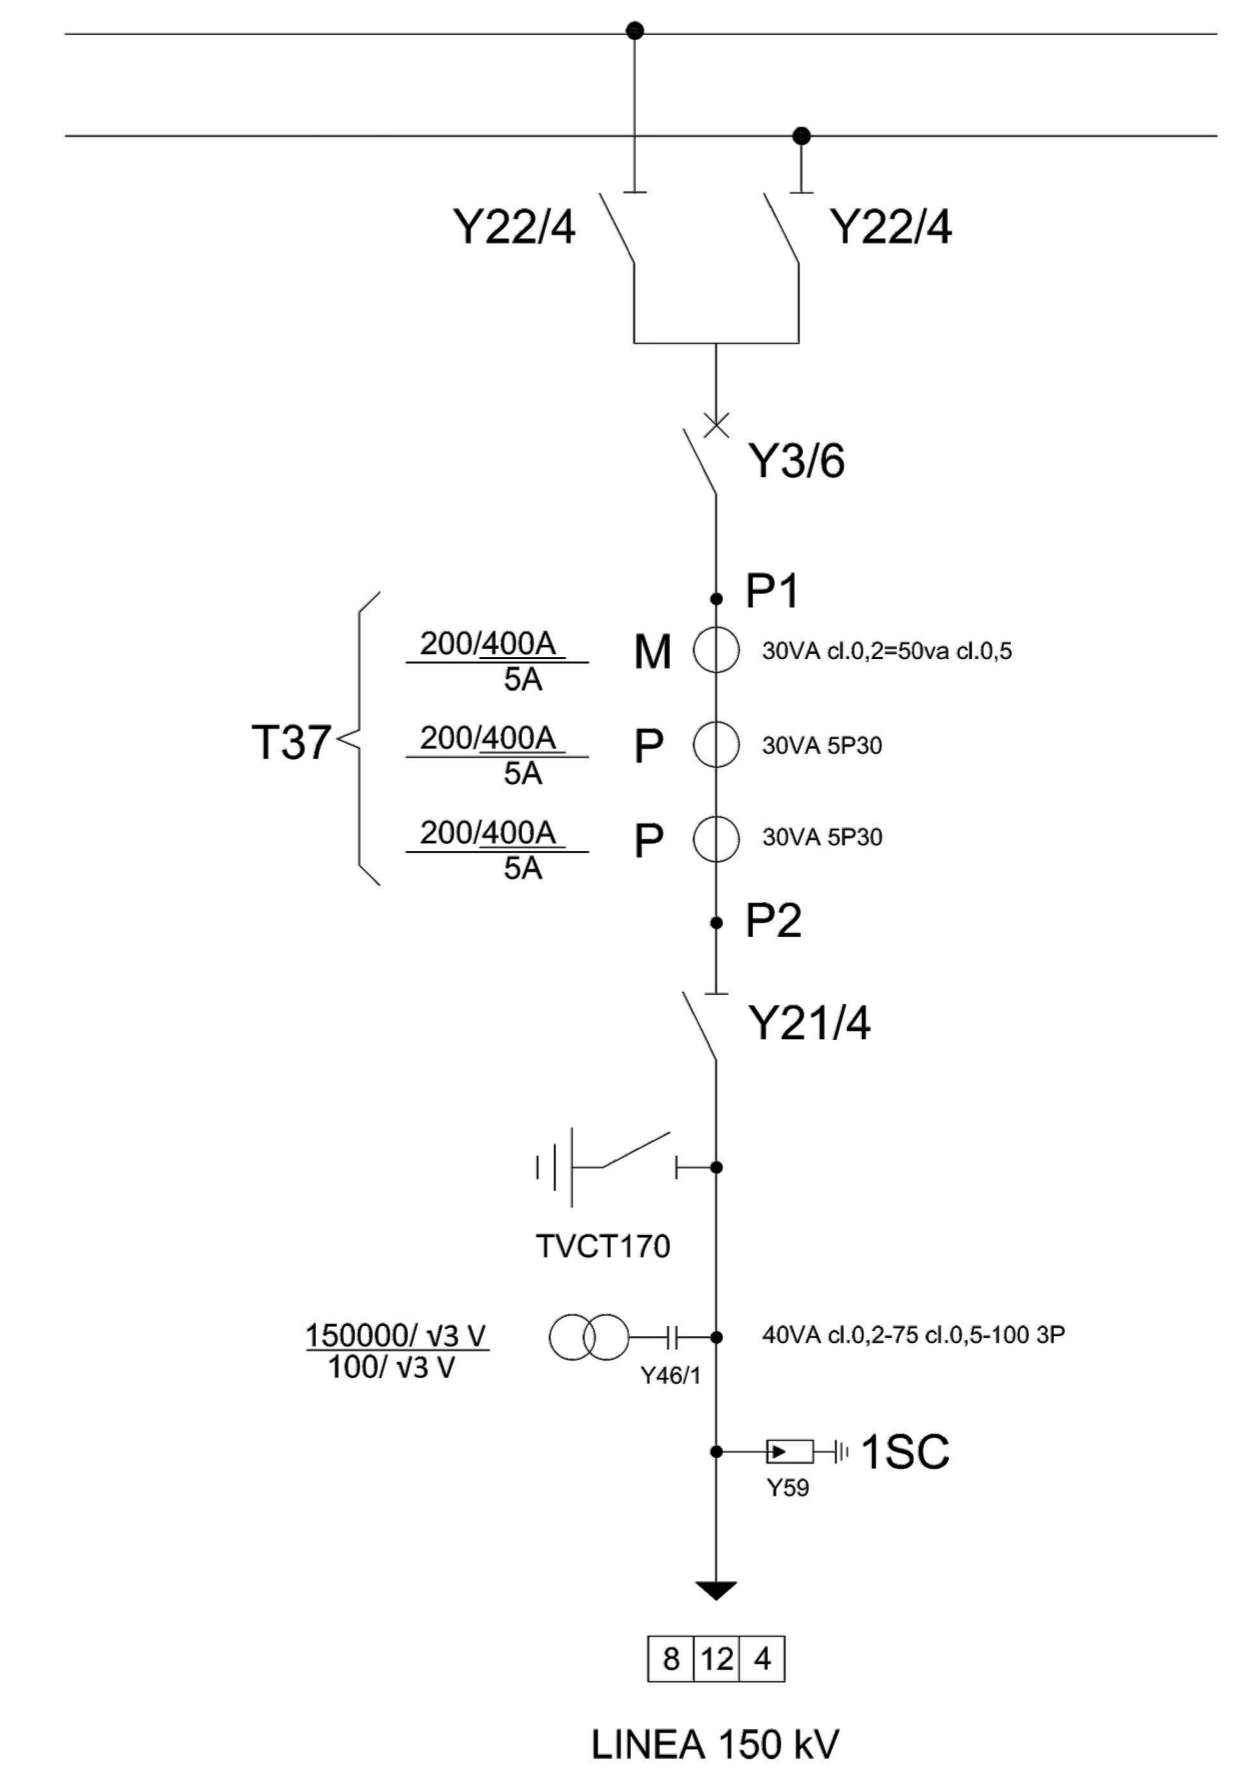 Y22/4 Y22/4
Y3/6
P1
200/400A
5A
M
30VA cl.0,2=50va cl.0,5
T37
200/400A
5A
P
30VA 5P30
200/400A
5A
P
30VA 5P30
P2
Y21/4
TVCT170
150000/ √3 V
100/ √3 V
Y46/1
40VA cl.0,2-75 cl.0,5-100 3P
1SC
Y59
8 12 4
LINEA 150 kV